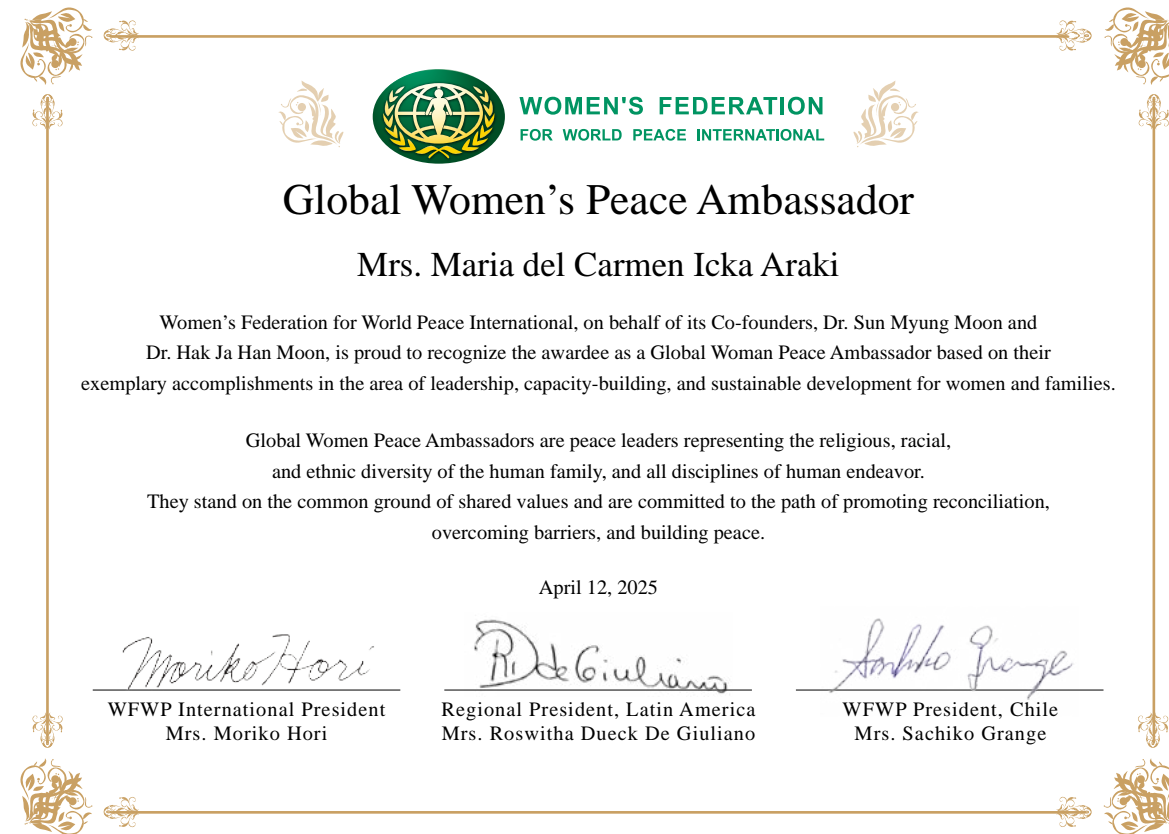 WOMEN'S FEDERATION
FOR WORLD PEACE INTERNATIONAL
Global Women's Peace Ambassador
Mrs. Maria del Carmen Icka Araki
Women's Federation for World Peace International, on behalf of its Co-founders, Dr. Sun Myung Moon and
Dr. Hak Ja Han Moon, is proud to recognize the awardee as a Global Woman Peace Ambassador based on their
exemplary accomplishments in the area of leadership, capacity-building, and sustainable development for women and families.
Global Women Peace Ambassadors are peace leaders representing the religious, racial,
and ethnic diversity of the human family, and all disciplines of human endeavor.
They stand on the common ground of shared values and are committed to the path of promoting reconciliation,
overcoming barriers, and building peace.
April 12, 2025
Moriko Hori
R. D de Giuliano
Sachiko Grange
WFWP International President
Mrs. Moriko Hori
Regional President, Latin America
Mrs. Roswitha Dueck De Giuliano
WFWP President, Chile
Mrs. Sachiko Grange